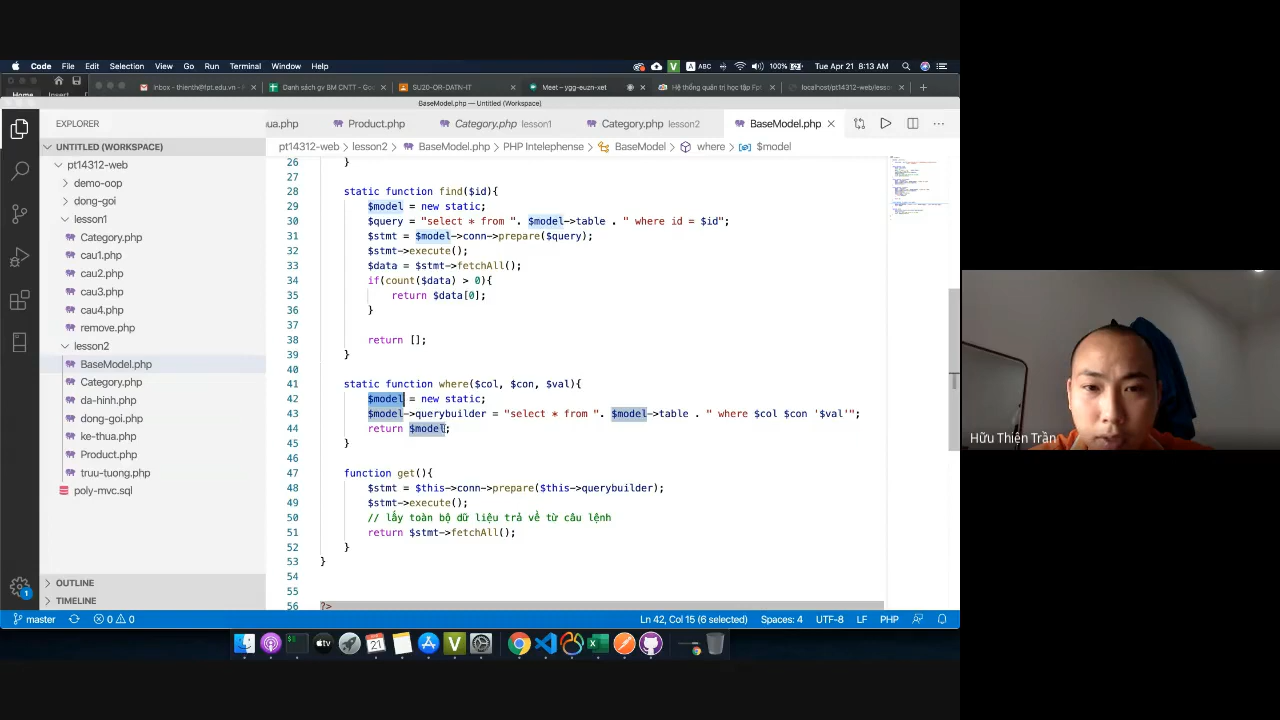 Code File Edit Selection View Go Run Terminal Window Help
V A ABC 100% Tue Apr 21 8:13 AM
Home Insert Inbox - thienth@fpt.edu.vn - Danh sách gv BM CNTT - Goo SU20-OR-DATN-IT Meet – ygg-euzn-xet Hệ thống quản trị học tập Fpt localhost/pt14312-web/lesson
BaseModel.php — Untitled (Workspace)
EXPLORER
ua.php Product.php Category.php lesson1 Category.php lesson2 BaseModel.php
UNTITLED (WORKSPACE)
pt14312-web > lesson2 > BaseModel.php > PHP Intelephense > BaseModel > where > $model
pt14312-web
demo-oop
dong-goi
lesson1
Category.php
cau1.php
cau2.php
cau3.php
cau4.php
remove.php
lesson2
BaseModel.php
Category.php
da-hinh.php
dong-goi.php
ke-thua.php
Product.php
truu-tuong.php
poly-mvc.sql
OUTLINE
TIMELINE
26 }
27
28 static function find($id){
29 $model = new static;
30 $query = "select * from ". $model->table . " where id = $id";
31 $stmt = $model->conn->prepare($query);
32 $stmt->execute();
33 $data = $stmt->fetchAll();
34 if(count($data) > 0){
35 return $data[0];
36 }
37
38 return [];
39 }
40
41 static function where($col, $con, $val){
42 $model = new static;
43 $model->querybuilder = "select * from ". $model->table . " where $col $con '$val'";
44 return $model;
45 }
46
47 function get(){
48 $stmt = $this->conn->prepare($this->querybuilder);
49 $stmt->execute();
50 // lấy toàn bộ dữ liệu trả về từ câu lệnh
51 return $stmt->fetchAll();
52 }
53 }
54
55
56 ?>
master 0 0 Ln 42, Col 15 (6 selected) Spaces: 4 UTF-8 LF PHP
1
21
V
Hữu Thiện Trần